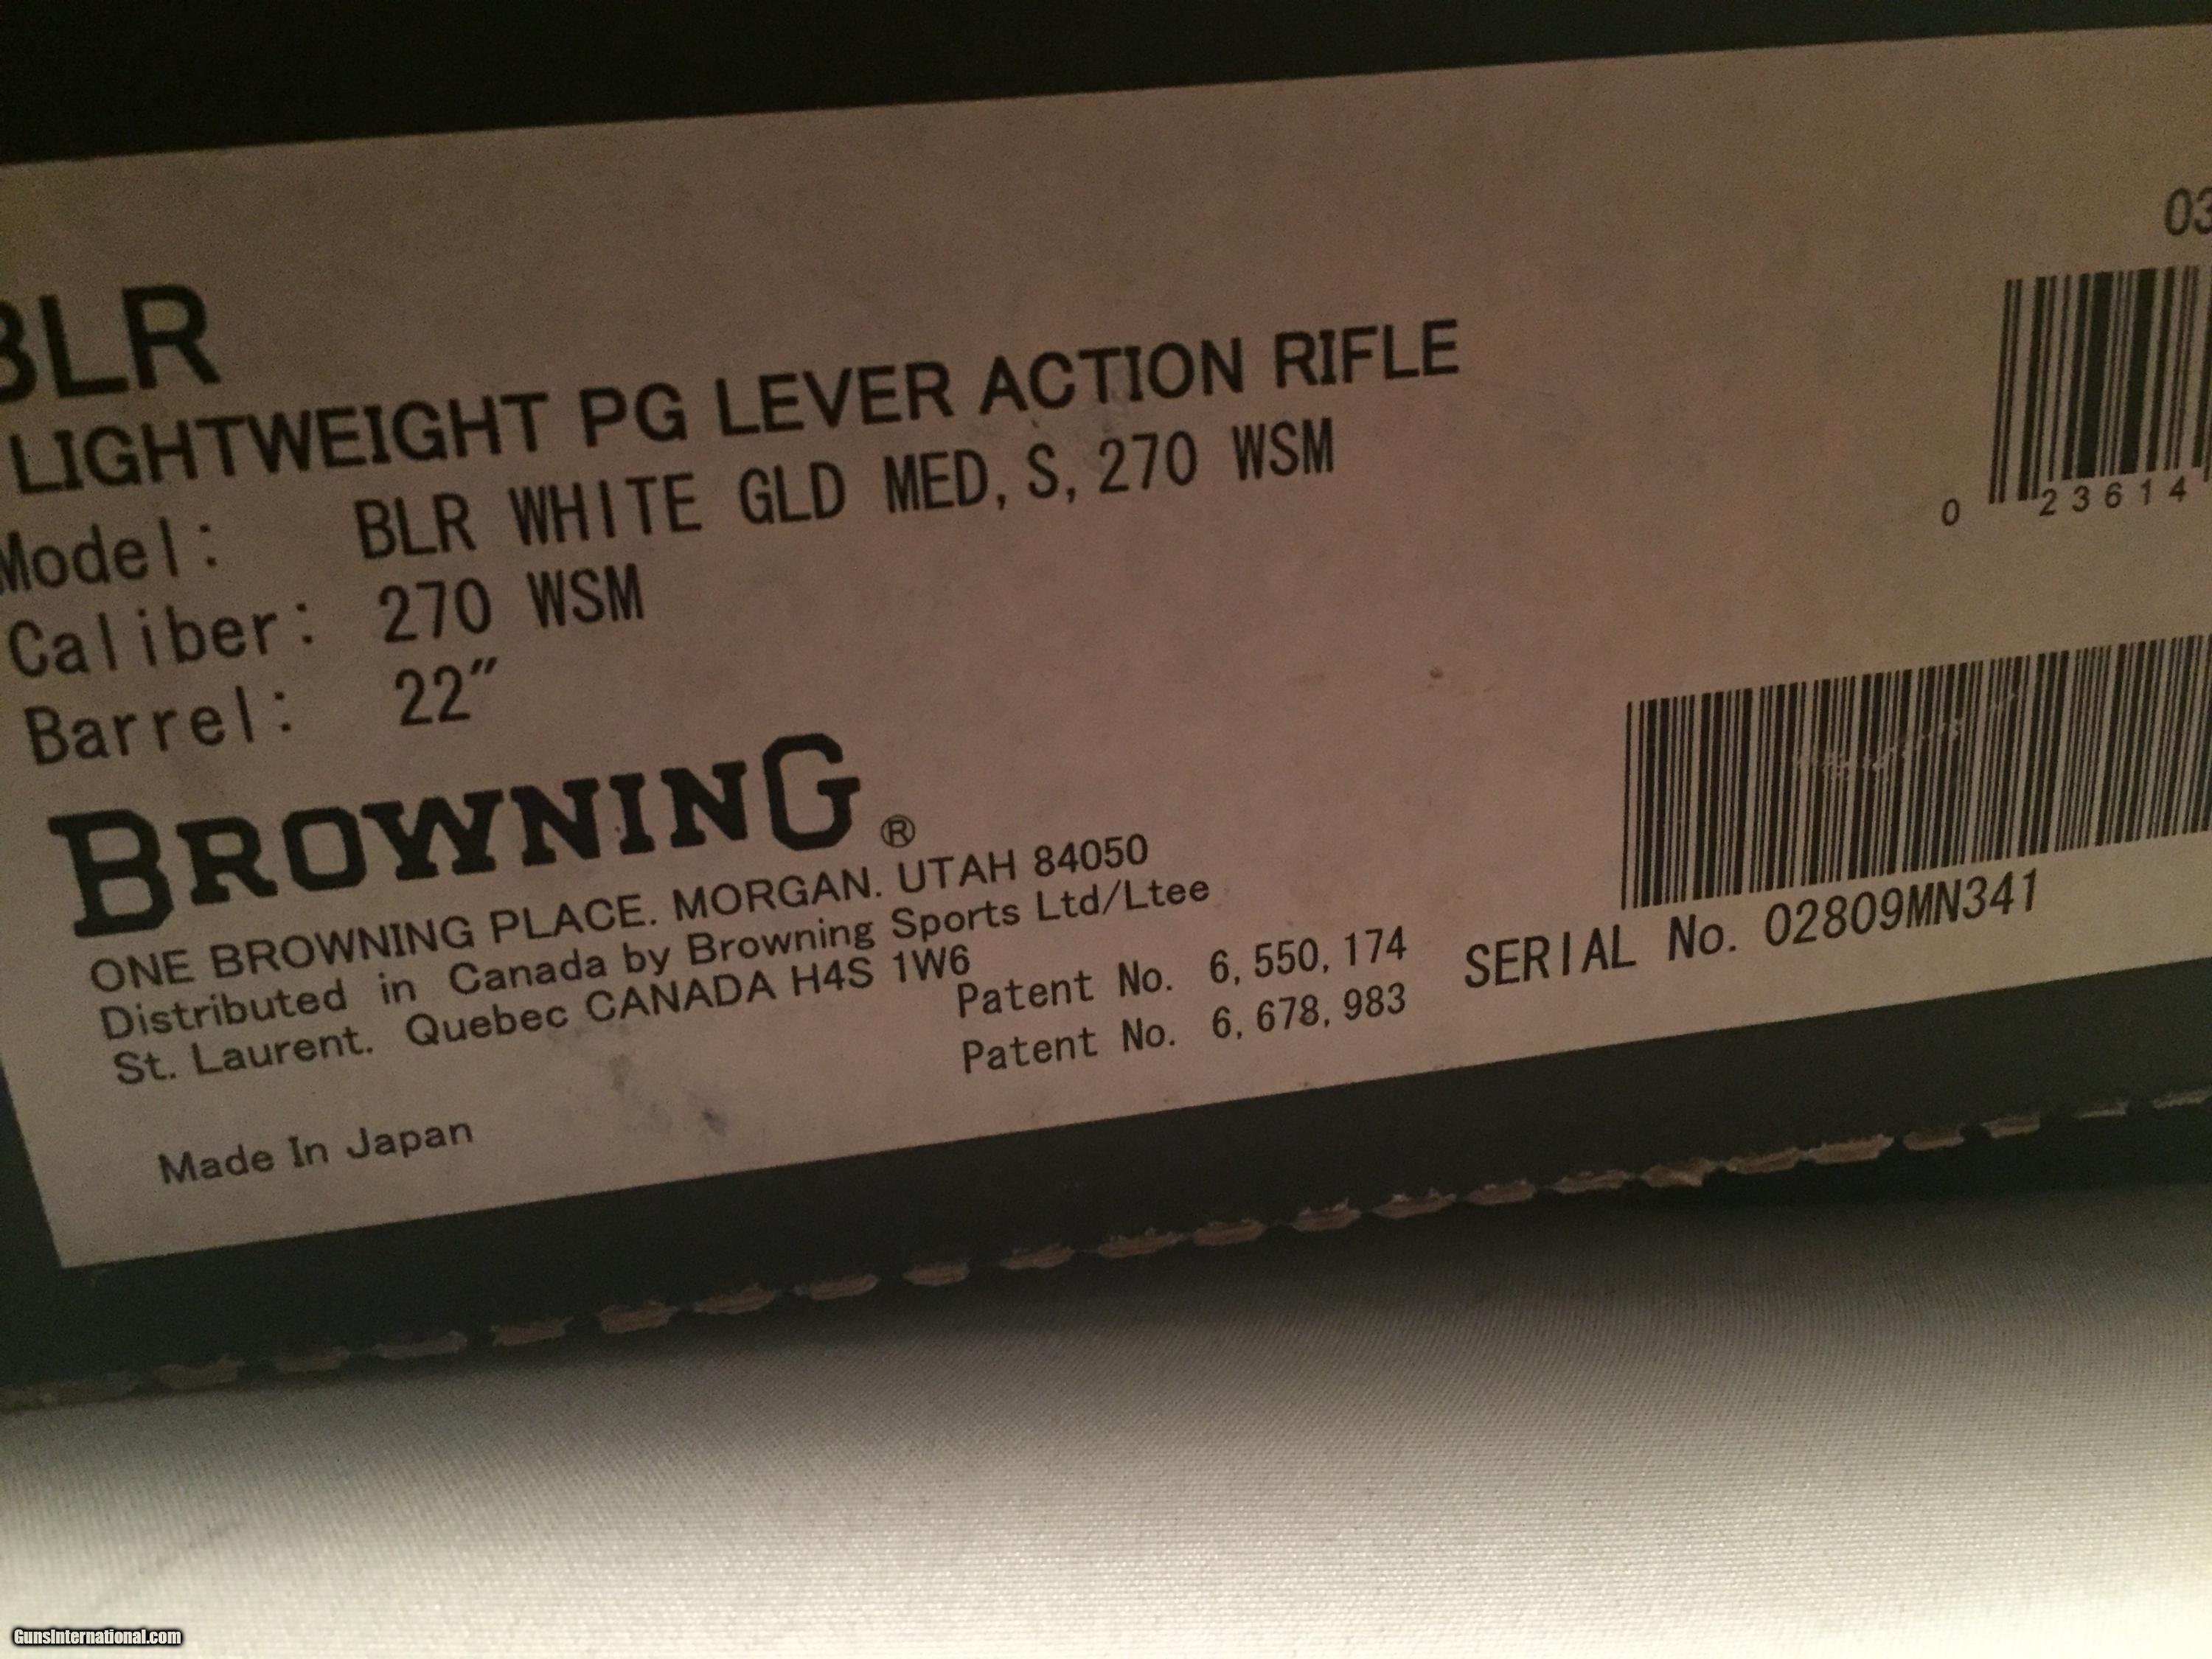 BLR
LIGHTWEIGHT PG LEVER ACTION RIFLE
Model: BLR WHITE GLD MED, S, 270 WSM
Caliber: 270 WSM
Barrel: 22"
BROWNING®
ONE BROWNING PLACE. MORGAN. UTAH 84050
Distributed in Canada by Browning Sports Ltd/Ltee
St. Laurent. Quebec CANADA H4S 1W6
Patent No. 6,550,174
Patent No. 6,678,983
Made In Japan
03
0 23614
SERIAL No. 02809MN341
GunsInternational.com